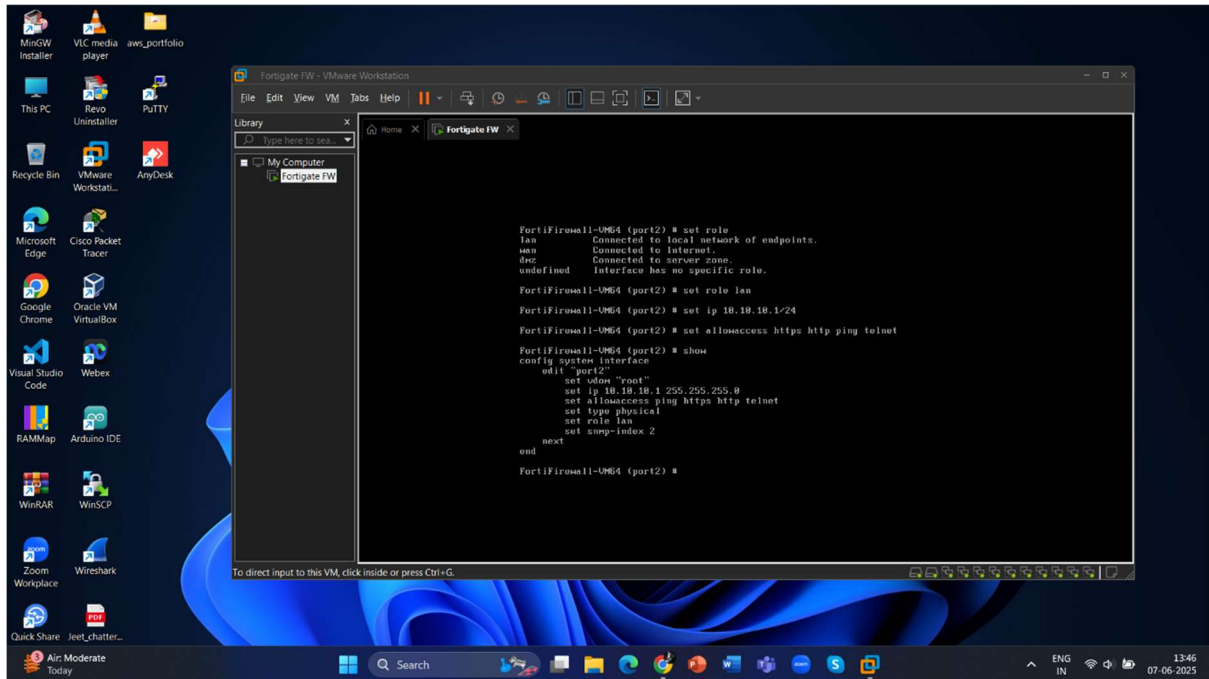 MinGW Installer
VLC media player
aws_portfolio
This PC
Revo Uninstaller
PuTTY
Recycle Bin
VMware Workstati...
AnyDesk
Microsoft Edge
Cisco Packet Tracer
Google Chrome
Oracle VM VirtualBox
Visual Studio Code
Webex
RAMMap
Arduino IDE
WinRAR
WinSCP
zoom
Zoom Workplace
Wireshark
Quick Share
PDF
Jeet_chatter...
Fortigate FW - VMware Workstation
File Edit View VM Tabs Help
Library
Type here to sea...
My Computer
Fortigate FW
Home
Fortigate FW
FortiFirewall-VM64 (port2) # set role
lan Connected to local network of endpoints.
wan Connected to Internet.
dmz Connected to server zone.
undefined Interface has no specific role.
FortiFirewall-VM64 (port2) # set role lan
FortiFirewall-VM64 (port2) # set ip 10.10.10.1/24
FortiFirewall-VM64 (port2) # set allowaccess https http ping telnet
FortiFirewall-VM64 (port2) # show
config system interface
edit "port2"
set vdom "root"
set ip 10.10.10.1 255.255.255.0
set allowaccess ping https http telnet
set type physical
set role lan
set snmp-index 2
next
end
FortiFirewall-VM64 (port2) #
To direct input to this VM, click inside or press Ctrl+G.
3
Air: Moderate
Today
Search
ENG
IN
13:46
07-06-2025